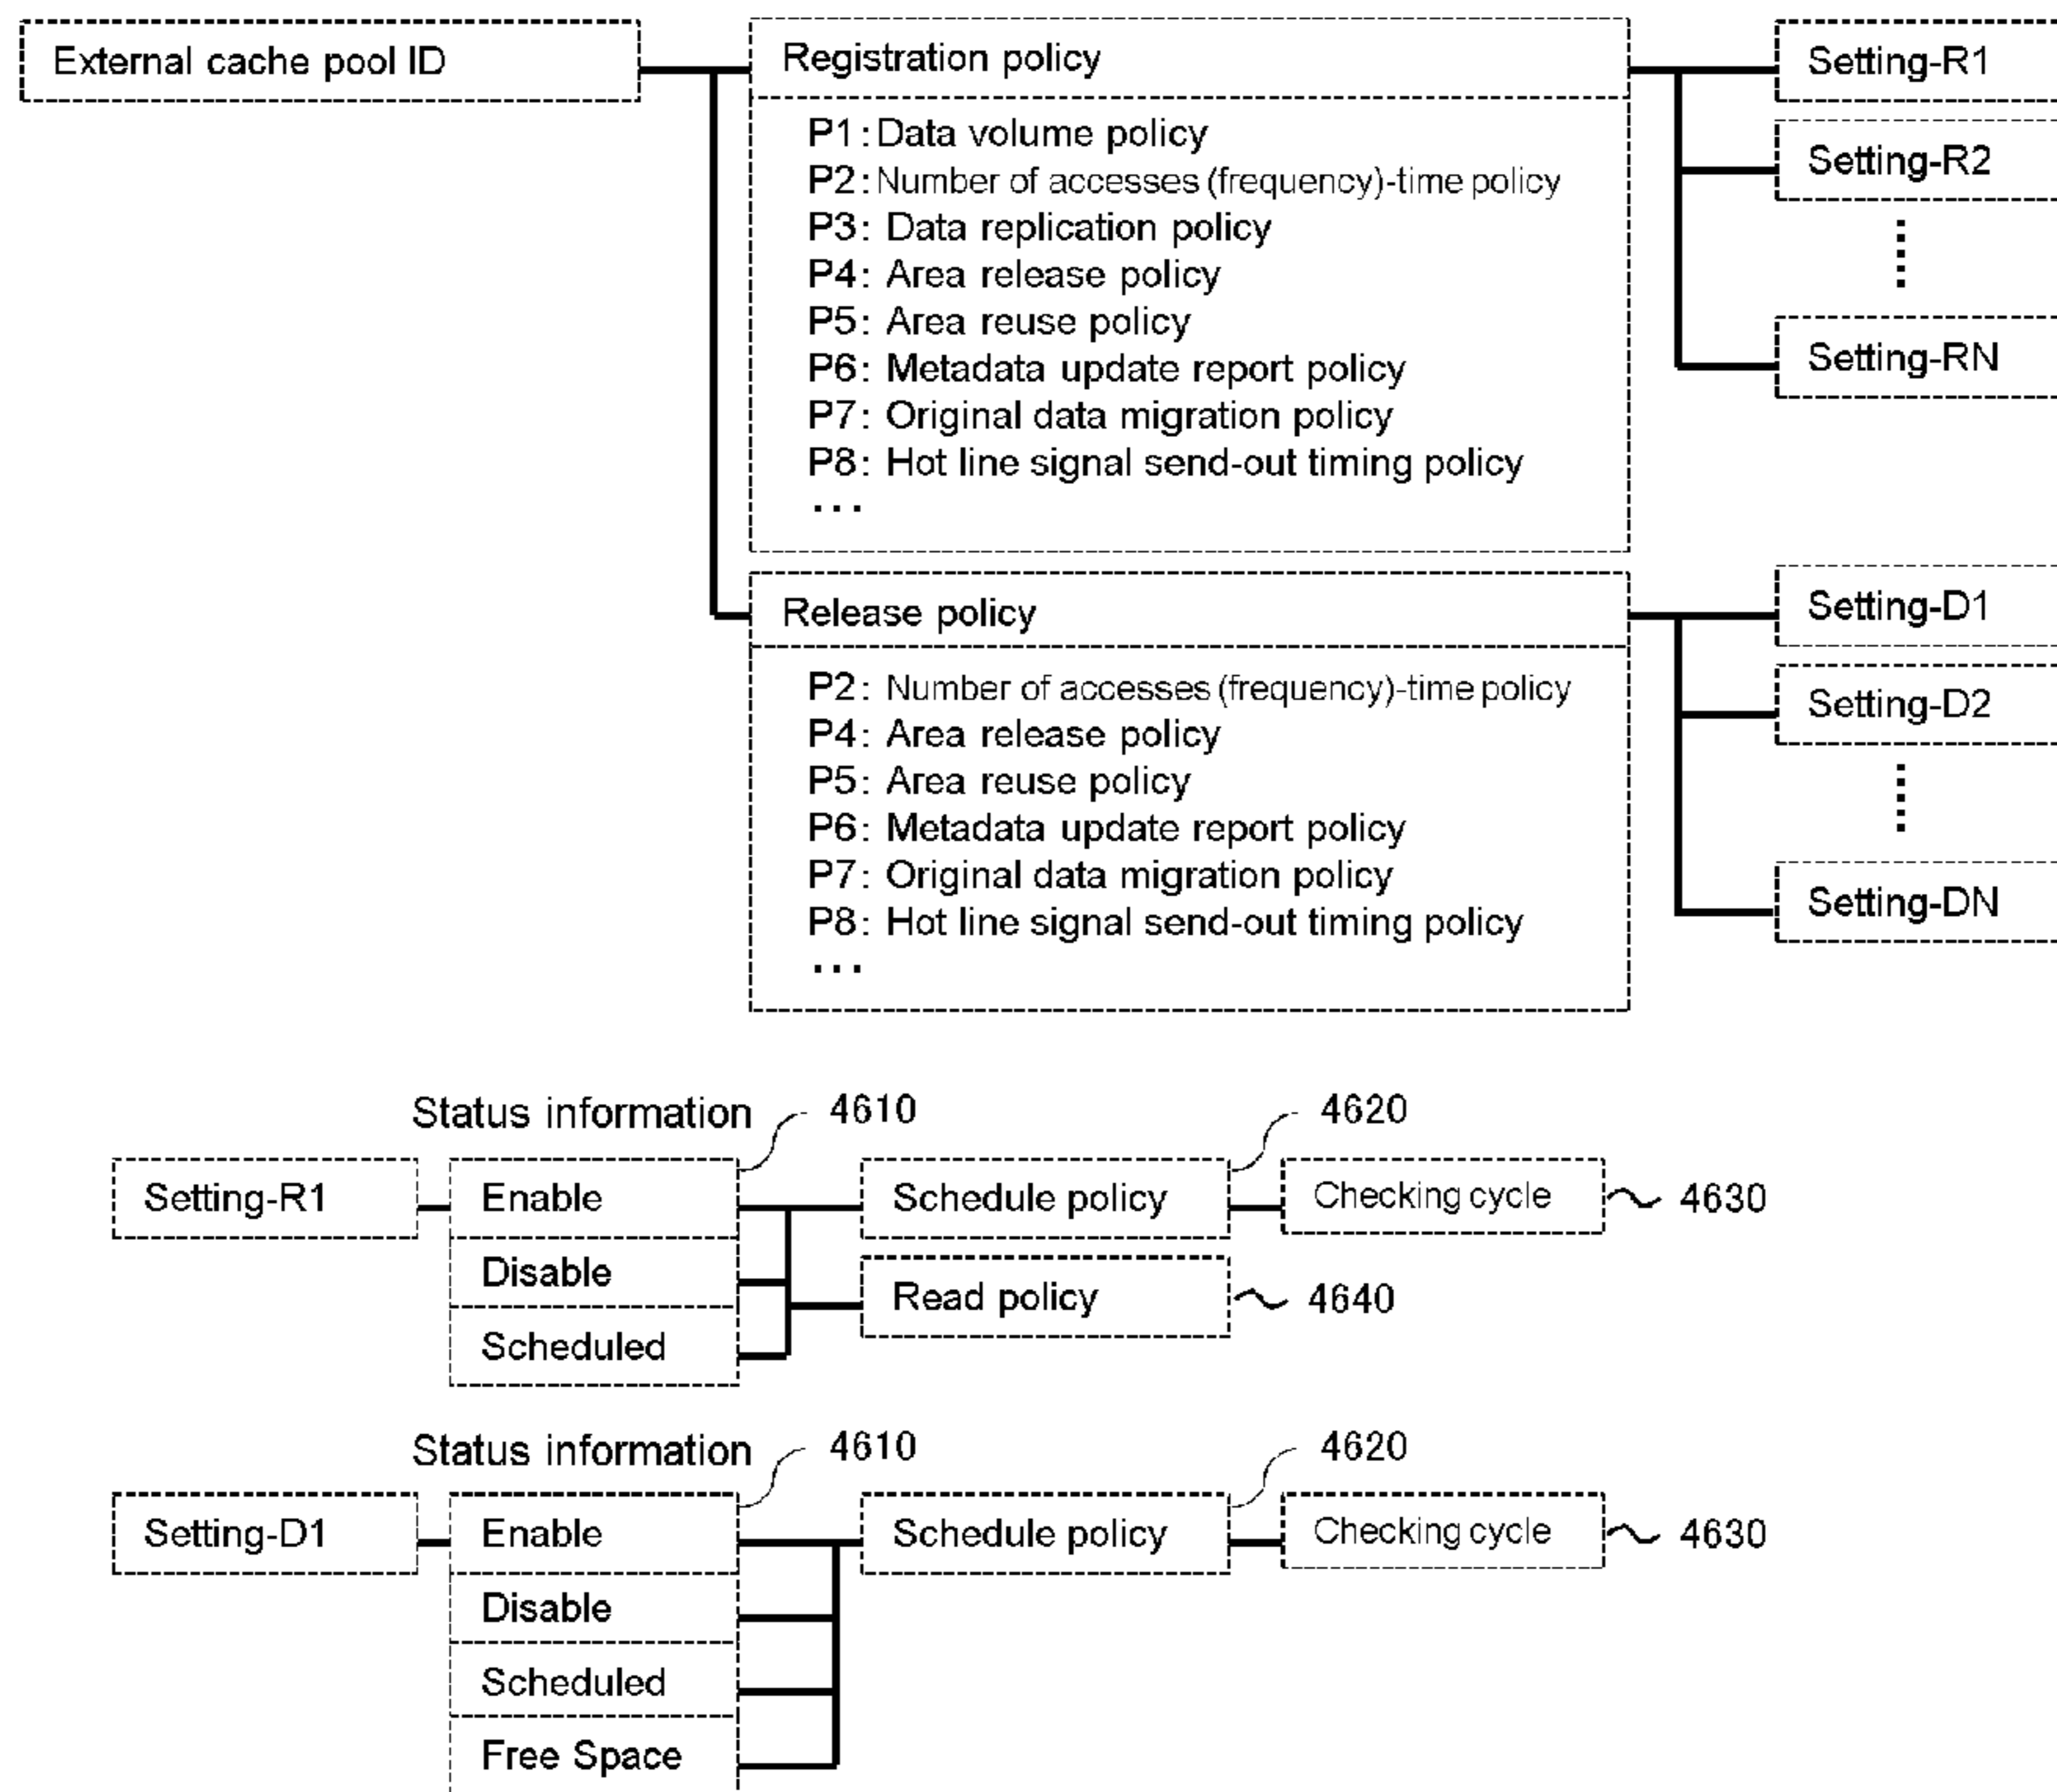 External cache pool ID
Registration policy
P1: Data volume policy
P2: Number of accesses (frequency)-time policy
P3: Data replication policy
P4: Area release policy
P5: Area reuse policy
P6: Metadata update report policy
P7: Original data migration policy
P8: Hot line signal send-out timing policy
...
Setting-R1
Setting-R2
Setting-RN
Release policy
P2: Number of accesses (frequency)-time policy
P4: Area release policy
P5: Area reuse policy
P6: Metadata update report policy
P7: Original data migration policy
P8: Hot line signal send-out timing policy
...
Setting-D1
Setting-D2
Setting-DN
Status information 4610 4620
Setting-R1 Enable Schedule policy Checking cycle 4630
Disable
Read policy 4640
Scheduled
Status information 4610 4620
Setting-D1 Enable Schedule policy Checking cycle 4630
Disable
Scheduled
Free Space